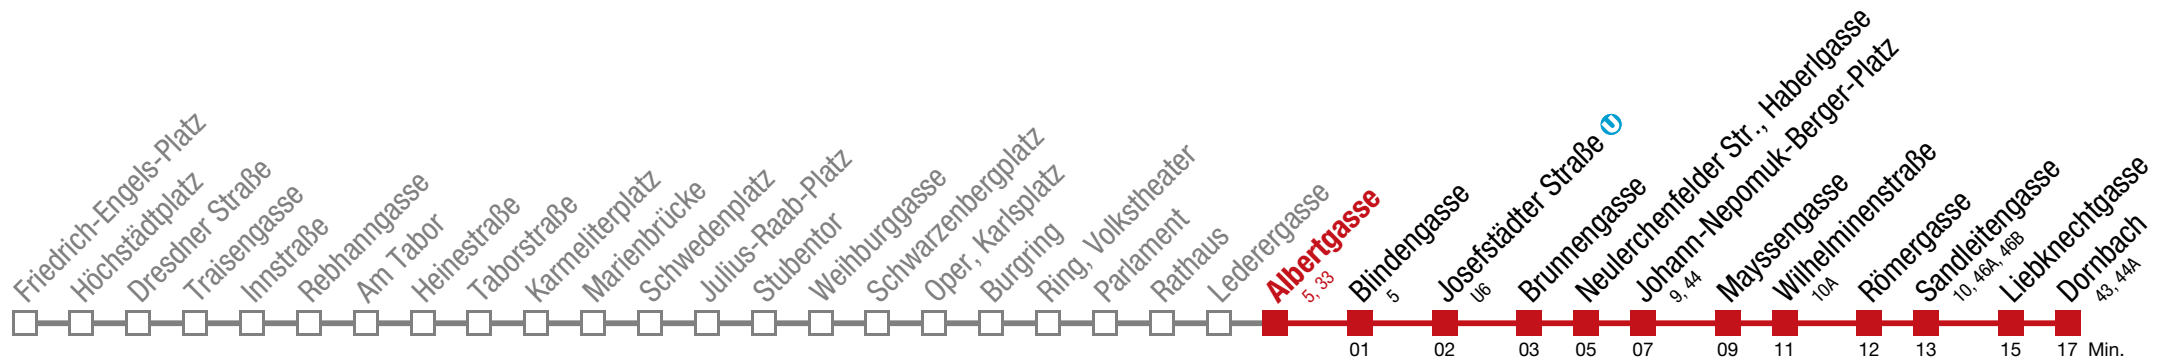 Friedrich-Engels-Platz
Höchstädtplatz
Dresdner Straße
Traisengasse
Innstraße
Rebhanngasse
Am Tabor
Heinestraße
Taborstraße
Karmeliterplatz
Marienbrücke
Schwedenplatz
Julius-Raab-Platz
Stubentor
Weihburggasse
Schwarzenbergplatz
Oper, Karlsplatz
Burgring
Ring, Volkstheater
Parlament
Rathaus
Lederergasse
Albertgasse
5, 33
Blindengasse
5
Josefstädter Straße U
U6
Brunnengasse
Neulerchenfelder Str., Haberlgasse
Johann-Nepomuk-Berger-Platz
9, 44
Mayssengasse
Wilhelminenstraße
10A
Römergasse
Sandleitengasse
10, 46A, 46B
Liebknechtgasse
Dornbach
43, 44A
01 02 03 05 07 09 11 12 13 15 17 Min.